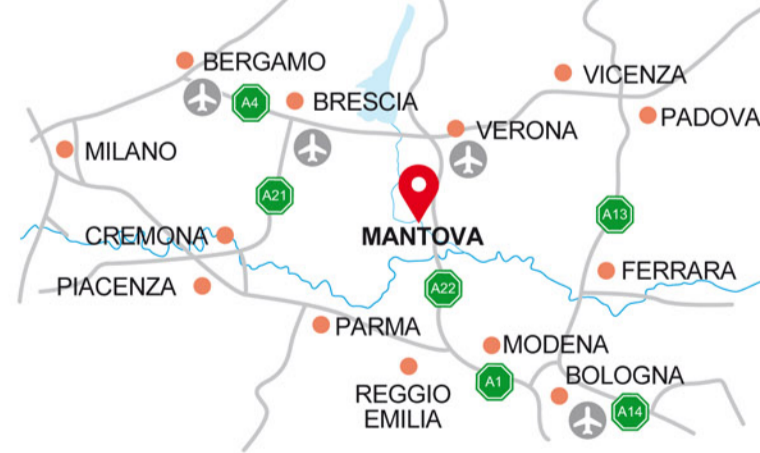 BERGAMO
VICENZA
A4
BRESCIA
PADOVA
VERONA
MILANO
A21
A13
CREMONA
MANTOVA
FERRARA
PIACENZA
A22
PARMA
MODENA
BOLOGNA
A1
REGGIO
EMILIA
A14